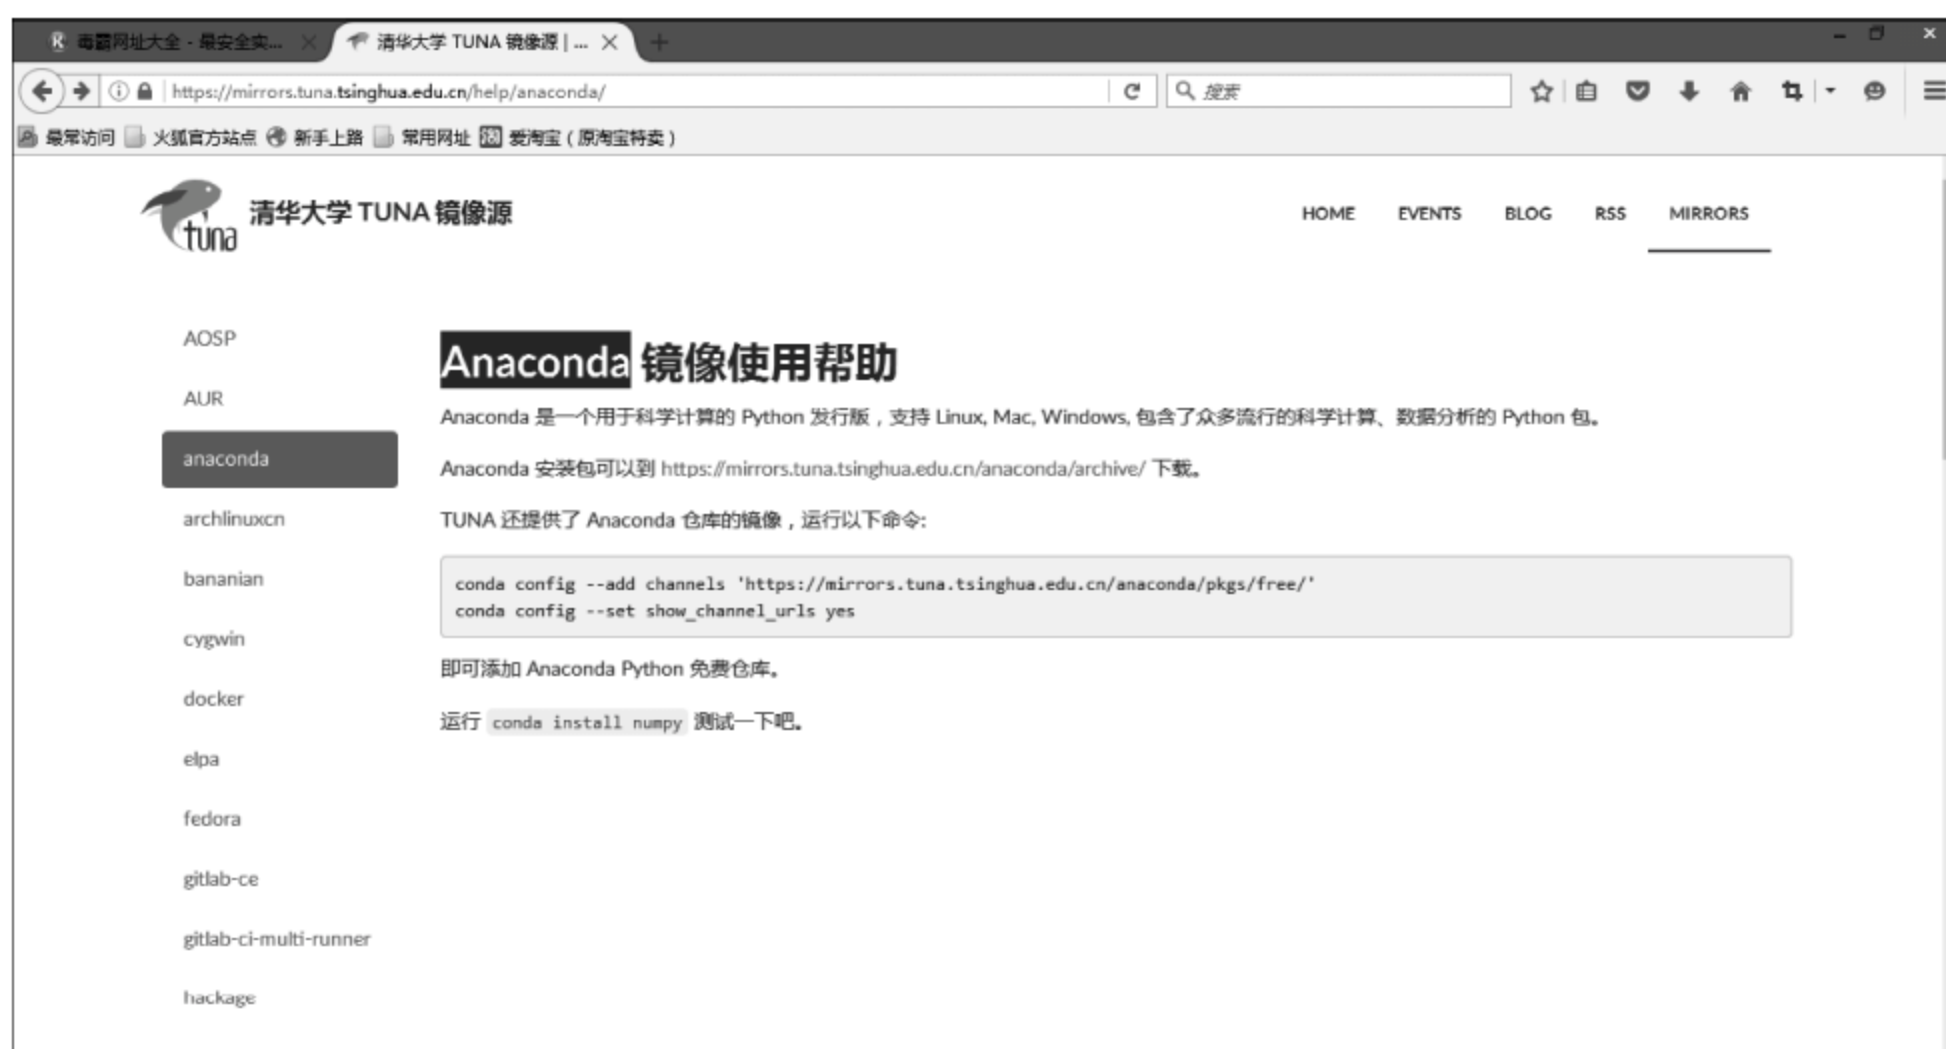 毒霸网址大全 - 最安全实...
清华大学 TUNA 镜像源 | ...
https://mirrors.tuna.tsinghua.edu.cn/help/anaconda/
搜索
最常访问 火狐官方站点 新手上路 常用网址 爱淘宝（原淘宝特卖）
tuna
清华大学 TUNA 镜像源
HOME EVENTS BLOG RSS MIRRORS
AOSP
AUR
anaconda
archlinuxcn
bananian
cygwin
docker
elpa
fedora
gitlab-ce
gitlab-ci-multi-runner
hackage
Anaconda 镜像使用帮助
Anaconda 是一个用于科学计算的 Python 发行版，支持 Linux, Mac, Windows, 包含了众多流行的科学计算、数据分析的 Python 包。
Anaconda 安装包可以到 https://mirrors.tuna.tsinghua.edu.cn/anaconda/archive/ 下载。
TUNA 还提供了 Anaconda 仓库的镜像，运行以下命令:
conda config --add channels 'https://mirrors.tuna.tsinghua.edu.cn/anaconda/pkgs/free/'
conda config --set show_channel_urls yes
即可添加 Anaconda Python 免费仓库。
运行 conda install numpy 测试一下吧。